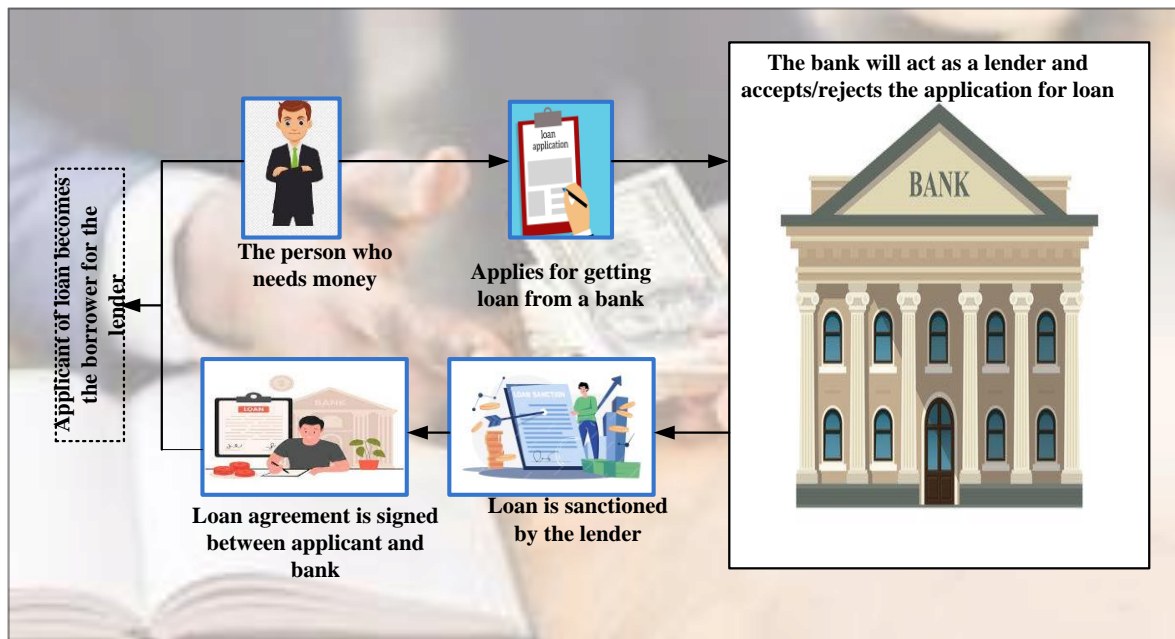 The bank will act as a lender and
accepts/rejects the application for loan
BANK
loan
application
The person who
needs money
Applies for getting
loan from a bank
Applicant of loan becomes
the borrower for the
lender
LOAN
BANK
LOAN SANCTION
Loan agreement is signed
between applicant and
bank
Loan is sanctioned
by the lender